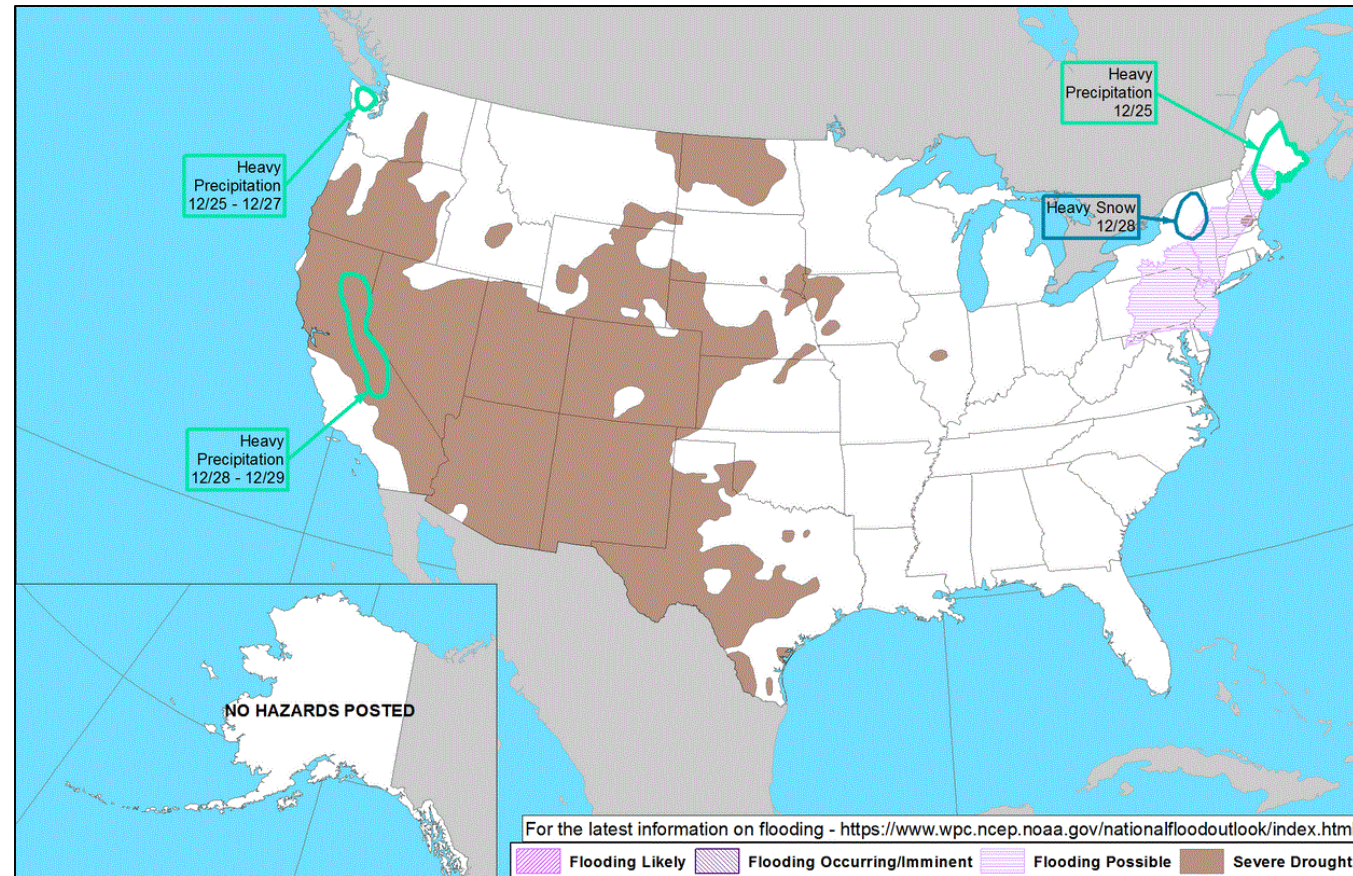 Heavy
Precipitation
12/25
Heavy
Precipitation
12/25 - 12/27
Heavy Snow
12/28
Heavy
Precipitation
12/28 - 12/29
NO HAZARDS POSTED
For the latest information on flooding - https://www.wpc.ncep.noaa.gov/nationalfloodoutlook/index.html
Flooding Likely Flooding Occurring/Imminent Flooding Possible Severe Drought